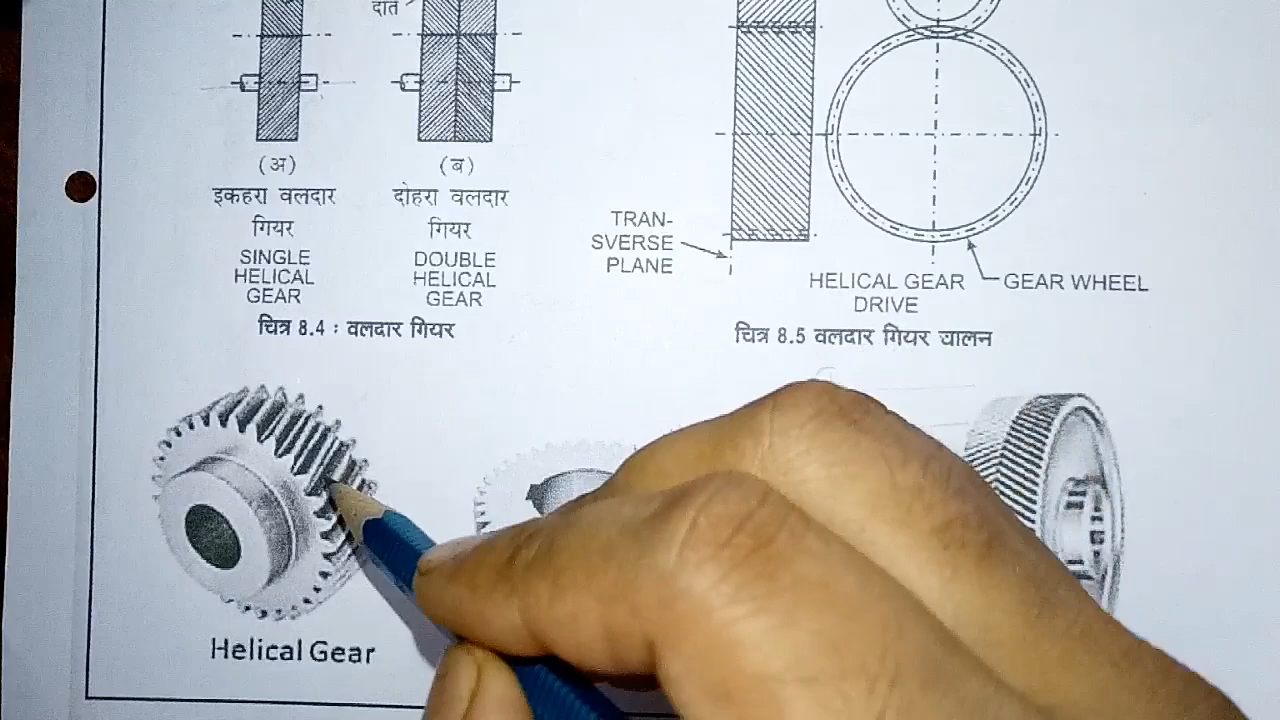 दांते
(अ)
इकहरा वलदार
गियर
SINGLE
HELICAL
GEAR
(ब)
दोहरा वलदार
गियर
DOUBLE
HELICAL
GEAR
चित्र 8.4 : वलदार गियर
TRAN-
SVERSE
PLANE
HELICAL GEAR
DRIVE
GEAR WHEEL
चित्र 8.5 वलदार गियर चालन
Helical Gear